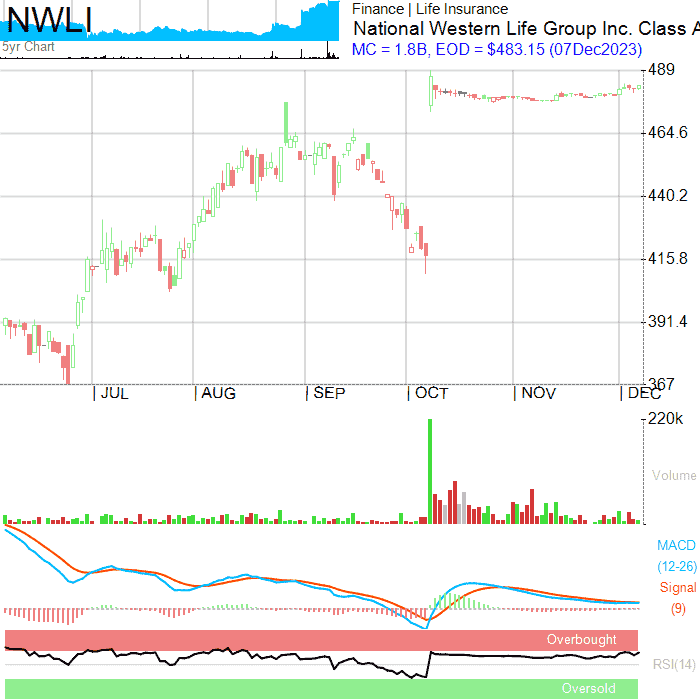 NWLI
5yr Chart
Finance | Life Insurance
National Western Life Group Inc. Class A
MC = 1.8B, EOD = $483.15 (07Dec2023)
489
464.6
440.2
415.8
391.4
367
JUL
AUG
SEP
OCT
NOV
DEC
220k
Volume
MACD
(12-26)
Signal
(9)
Overbought
RSI(14)
Oversold